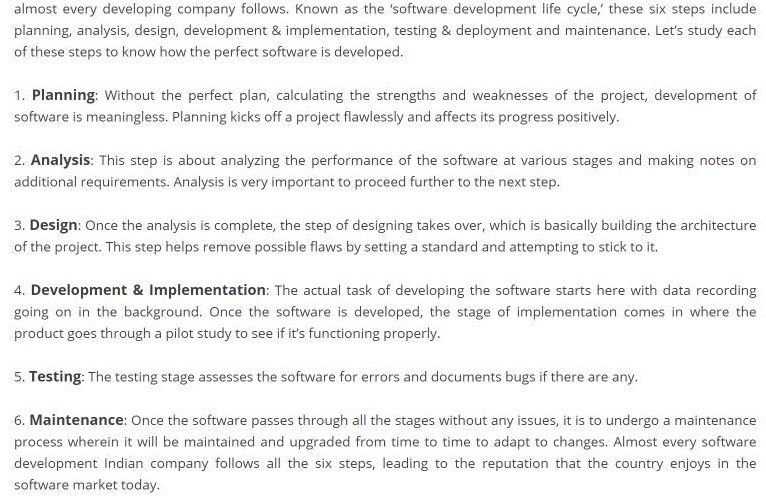 almost every developing company follows. Known as the ‘software development life cycle,’ these six steps include
planning, analysis, design, development & implementation, testing & deployment and maintenance. Let’s study each
of these steps to know how the perfect software is developed.
1. Planning: Without the perfect plan, calculating the strengths and weaknesses of the project, development of
software is meaningless. Planning kicks off a project flawlessly and affects its progress positively.
2. Analysis: This step is about analyzing the performance of the software at various stages and making notes on
additional requirements. Analysis is very important to proceed further to the next step.
3. Design: Once the analysis is complete, the step of designing takes over, which is basically building the architecture
of the project. This step helps remove possible flaws by setting a standard and attempting to stick to it.
4. Development & Implementation: The actual task of developing the software starts here with data recording
going on in the background. Once the software is developed, the stage of implementation comes in where the
product goes through a pilot study to see if it’s functioning properly.
5. Testing: The testing stage assesses the software for errors and documents bugs if there are any.
6. Maintenance: Once the software passes through all the stages without any issues, it is to undergo a maintenance
process wherein it will be maintained and upgraded from time to time to adapt to changes. Almost every software
development Indian company follows all the six steps, leading to the reputation that the country enjoys in the
software market today.